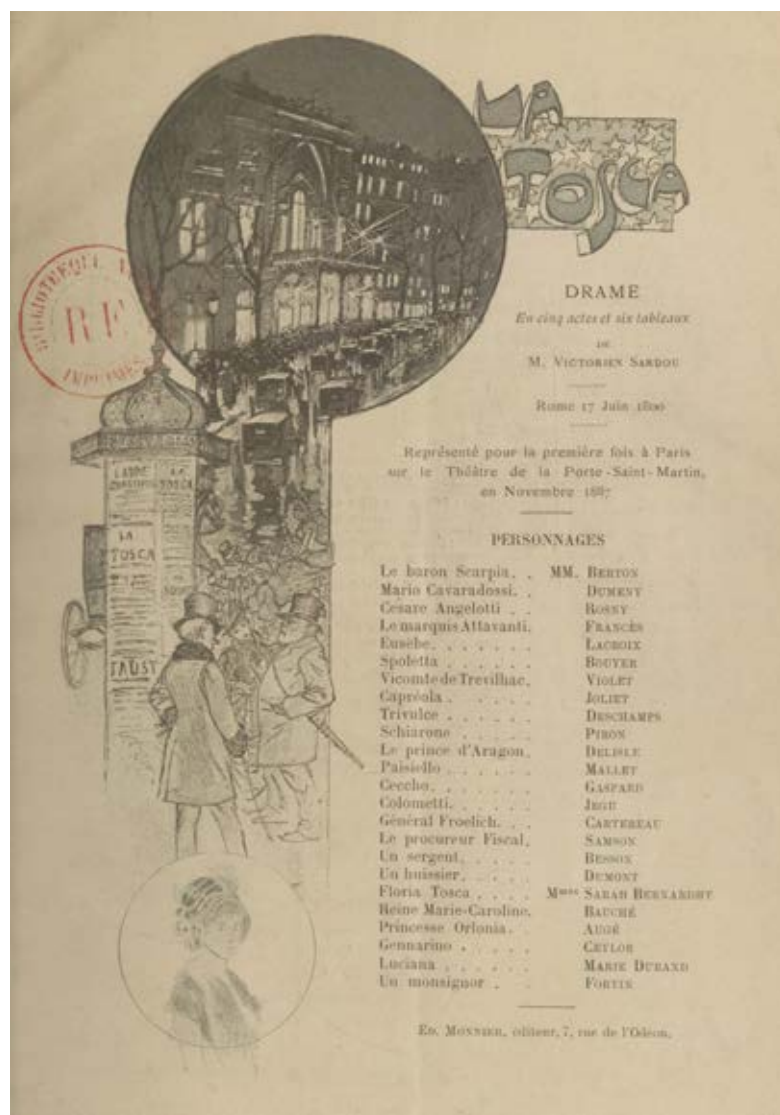 LA
TOSCA
DRAME
En cinq actes et six tableaux
DE
M. VICTORIEN SARDOU
Rome 17 Juin 1800
Représenté pour la première fois à Paris
sur le Théâtre de la Porte-Saint-Martin,
en Novembre 1887
PERSONNAGES
Le baron Scarpia. . MM. BERTON
Mario Cavaradossi. . DUMENY
Cesare Angelotti . . ROSNY
Le marquis Attavanti. FRANCÈS
Eusèbe. . . . . . . LACROIX
Spoletta . . . . . . BOUYER
Vicomte de Trevilhac. VIOLET
Capréola . . . . . JOLIET
Trivulce . . . . . . DESCHAMPS
Schiarone . . . . . PIRON
Le prince d'Aragon. DELISLE
Paisiello . . . . . . MALLET
Ceccho. . . . . . . GASPARD
Colometti. . . . . . JEGU
Général Froelich. . . CARTEREAU
Le procureur Fiscal. SAMSON
Un sergent. . . . . BESSON
Un huissier. . . . . DUMONT
Floria Tosca . . . . Mmes SARAH BERNARDHT
Reine Marie-Caroline. BAUCHÉ
Princesse Orlonia. . AUGÉ
Gennarino . . . . . CEYLOR
Luciana . . . . . . MARIE DURAND
Un monsignor . . FORTIN
ED. MONNIER, éditeur, 7, rue de l'Odéon.
BIBLIOTHEQUE
R F
IMPRIMES
LA
TOSCA
LA
TOSCA
FAUST